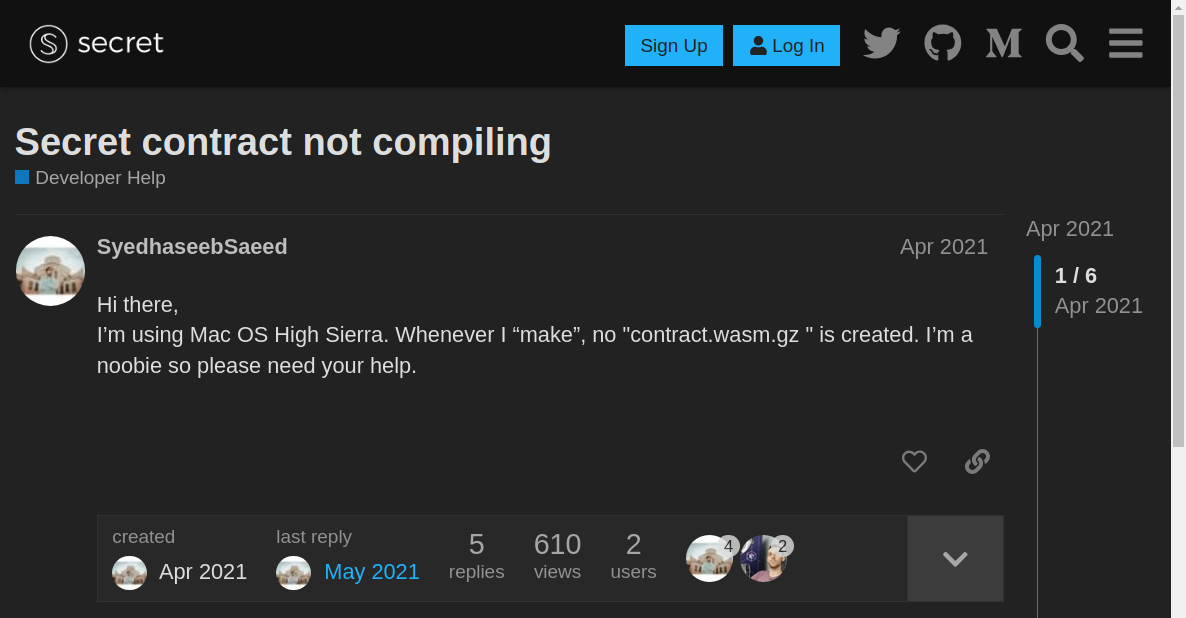 secret
Sign Up
Log In
Secret contract not compiling
Developer Help
SyedhaseebSaeed
Apr 2021
Hi there,
I’m using Mac OS High Sierra. Whenever I “make”, no "contract.wasm.gz " is created. I’m a
noobie so please need your help.
Apr 2021
1 / 6
Apr 2021
created
Apr 2021
last reply
May 2021
5
replies
610
views
2
users
4
2